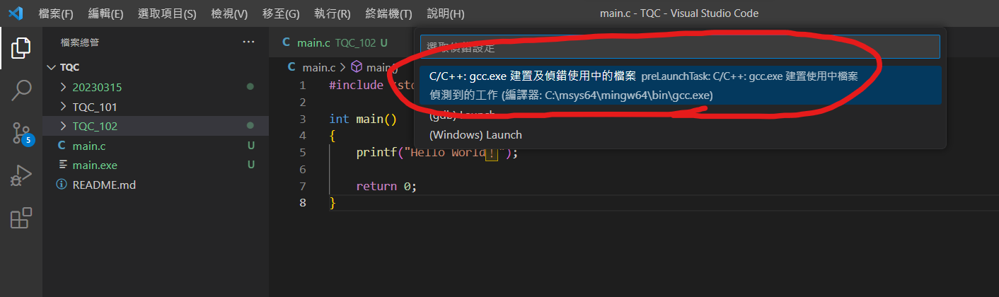 檔案(F) 編輯(E) 選取項目(S) 檢視(V) 移至(G) 執行(R) 終端機(T) 說明(H) main.c - TQC - Visual Studio Code
檔案總管 ···
TQC
20230315
TQC_101
TQC_102
main.c U
main.exe U
README.md
5
main.c TQC_102 U
main.c > main()
選取偵錯設定
C/C++: gcc.exe 建置及偵錯使用中的檔案 preLaunchTask: C/C++: gcc.exe 建置使用中檔案
偵測到的工作 (編譯器: C:\msys64\mingw64\bin\gcc.exe)
(gdb) Launch
(Windows) Launch
1 #include <std
2
3 int main()
4 {
5 printf("Hello World！");
6
7 return 0;
8 }